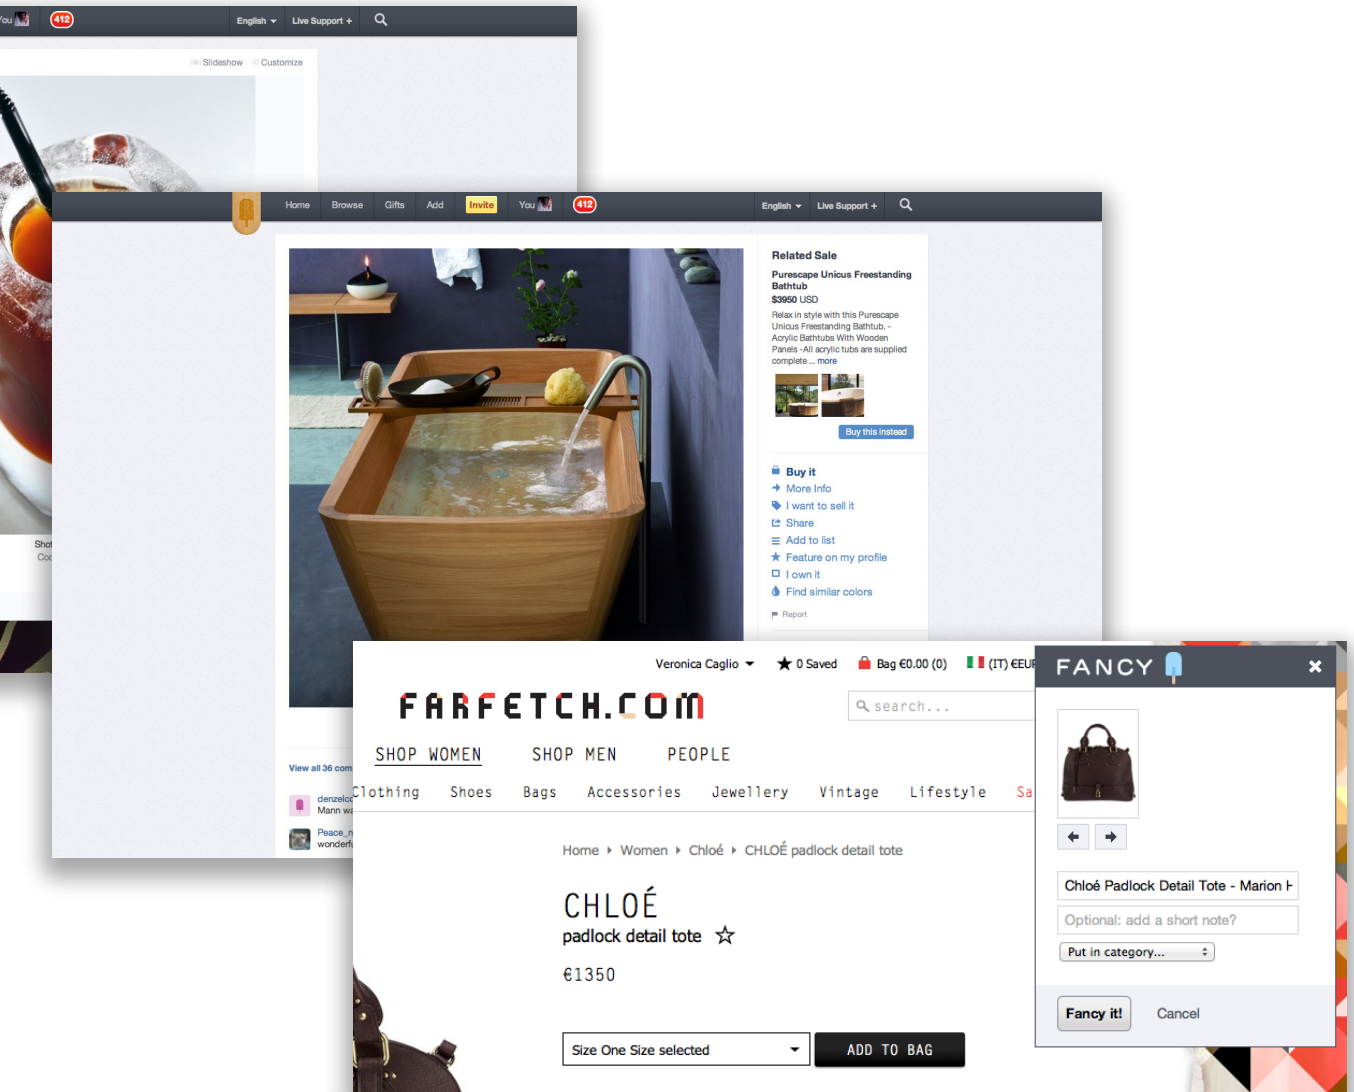 You 412 English Live Support +
Slideshow Customize
Home Browse Gifts Add Invite You 412 English Live Support +
Related Sale
Purescape Unicus Freestanding
Bathtub
$3950 USD
Relax in style with this Purescape
Unicus Freestanding Bathtub. -
Acrylic Bathtubs With Wooden
Panels -All acrylic tubs are supplied
complete ... more
Buy this instead
Buy it
More Info
I want to sell it
Share
Add to list
Feature on my profile
I own it
Find similar colors
Report
View all 36 com
denzelco
Mann wa
Peace_n
wonderfu
Veronica Caglio 0 Saved Bag €0.00 (0) (IT) €EUR
FARFETCH.COM
search...
SHOP WOMEN SHOP MEN PEOPLE
Clothing Shoes Bags Accessories Jewellery Vintage Lifestyle Sa
Home Women Chloé CHLOÉ padlock detail tote
CHLOÉ
padlock detail tote
€1350
Size One Size selected
ADD TO BAG
FANCY
Chloé Padlock Detail Tote - Marion H
Optional: add a short note?
Put in category...
Fancy it! Cancel